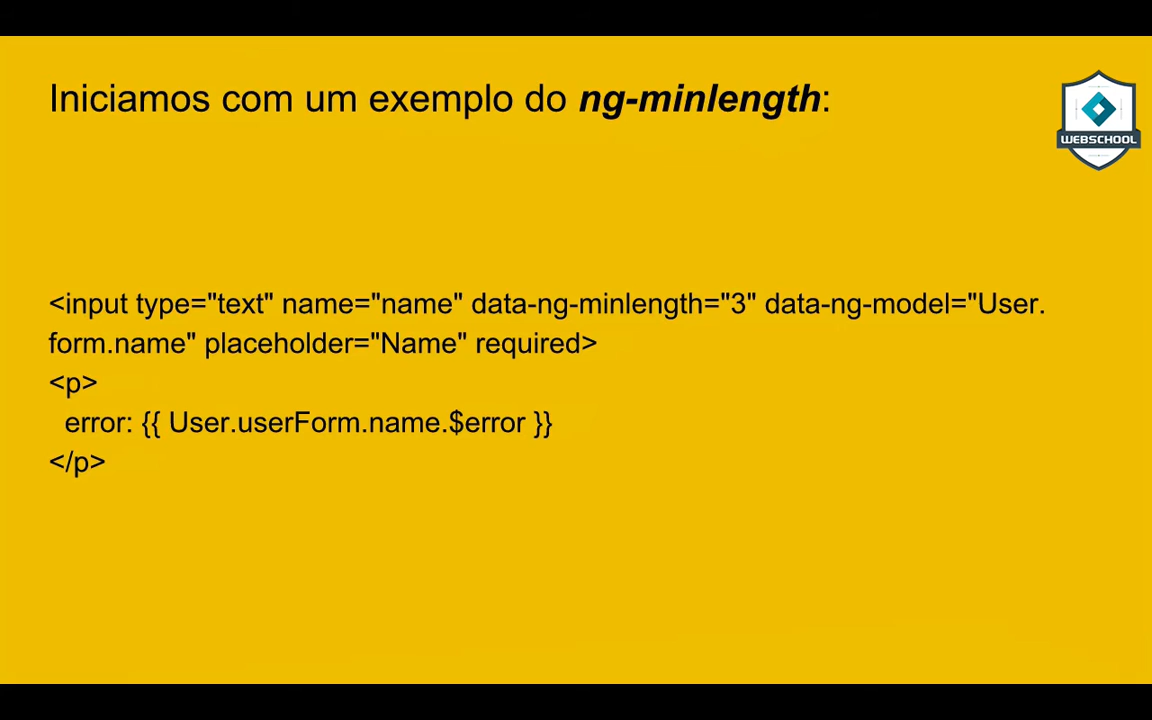 Iniciamos com um exemplo do ng-minlength:
WEBSCHOOL
<input type="text" name="name" data-ng-minlength="3" data-ng-model="User.
form.name" placeholder="Name" required>
<p>
error: {{ User.userForm.name.$error }}
</p>